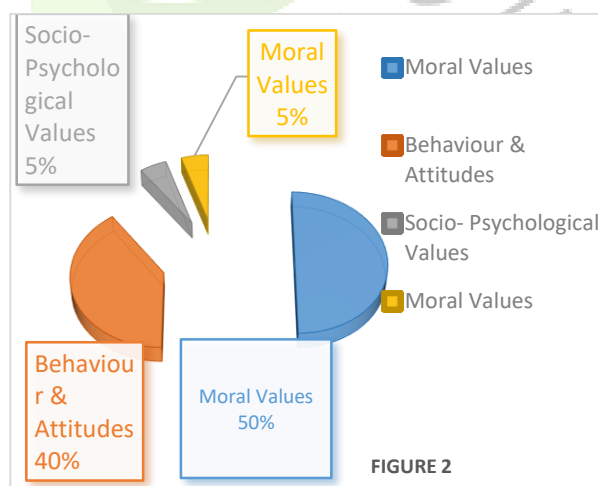 Socio-
Psycholo
gical
Values
5%
Moral
Values
5%
Behaviou
r &
Attitudes
40%
Moral Values
50%
Moral Values
Behaviour &
Attitudes
Socio- Psychological
Values
Moral Values
FIGURE 2